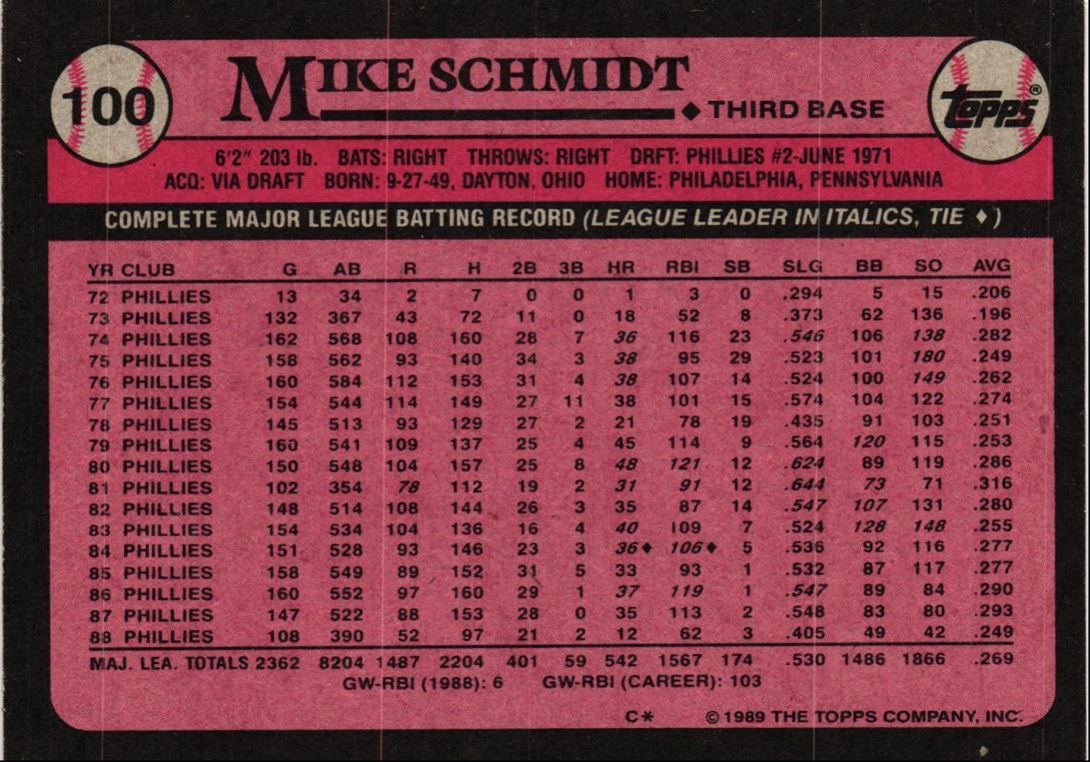 100 MIKE SCHMIDT ♦ THIRD BASE Topps®
6'2" 203 lb. BATS: RIGHT THROWS: RIGHT DRFT: PHILLIES #2-JUNE 1971
ACQ: VIA DRAFT BORN: 9-27-49, DAYTON, OHIO HOME: PHILADELPHIA, PENNSYLVANIA
COMPLETE MAJOR LEAGUE BATTING RECORD (LEAGUE LEADER IN ITALICS, TIE ♦)
YR CLUB G AB R H 2B 3B HR RBI SB SLG BB SO AVG
72 PHILLIES 13 34 2 7 0 0 1 3 0 .294 5 15 .206
73 PHILLIES 132 367 43 72 11 0 18 52 8 .373 62 136 .196
74 PHILLIES 162 568 108 160 28 7 36 116 23 .546 106 138 .282
75 PHILLIES 158 562 93 140 34 3 38 95 29 .523 101 180 .249
76 PHILLIES 160 584 112 153 31 4 38 107 14 .524 100 149 .262
77 PHILLIES 154 544 114 149 27 11 38 101 15 .574 104 122 .274
78 PHILLIES 145 513 93 129 27 2 21 78 19 .435 91 103 .251
79 PHILLIES 160 541 109 137 25 4 45 114 9 .564 120 115 .253
80 PHILLIES 150 548 104 157 25 8 48 121 12 .624 89 119 .286
81 PHILLIES 102 354 78 112 19 2 31 91 12 .644 73 71 .316
82 PHILLIES 148 514 108 144 26 3 35 87 14 .547 107 131 .280
83 PHILLIES 154 534 104 136 16 4 40 109 7 .524 128 148 .255
84 PHILLIES 151 528 93 146 23 3 36♦ 106♦ 5 .536 92 116 .277
85 PHILLIES 158 549 89 152 31 5 33 93 1 .532 87 117 .277
86 PHILLIES 160 552 97 160 29 1 37 119 1 .547 89 84 .290
87 PHILLIES 147 522 88 153 28 0 35 113 2 .548 83 80 .293
88 PHILLIES 108 390 52 97 21 2 12 62 3 .405 49 42 .249
MAJ. LEA. TOTALS 2362 8204 1487 2204 401 59 542 1567 174 .530 1486 1866 .269
GW-RBI (1988): 6 GW-RBI (CAREER): 103
C* © 1989 THE TOPPS COMPANY, INC.